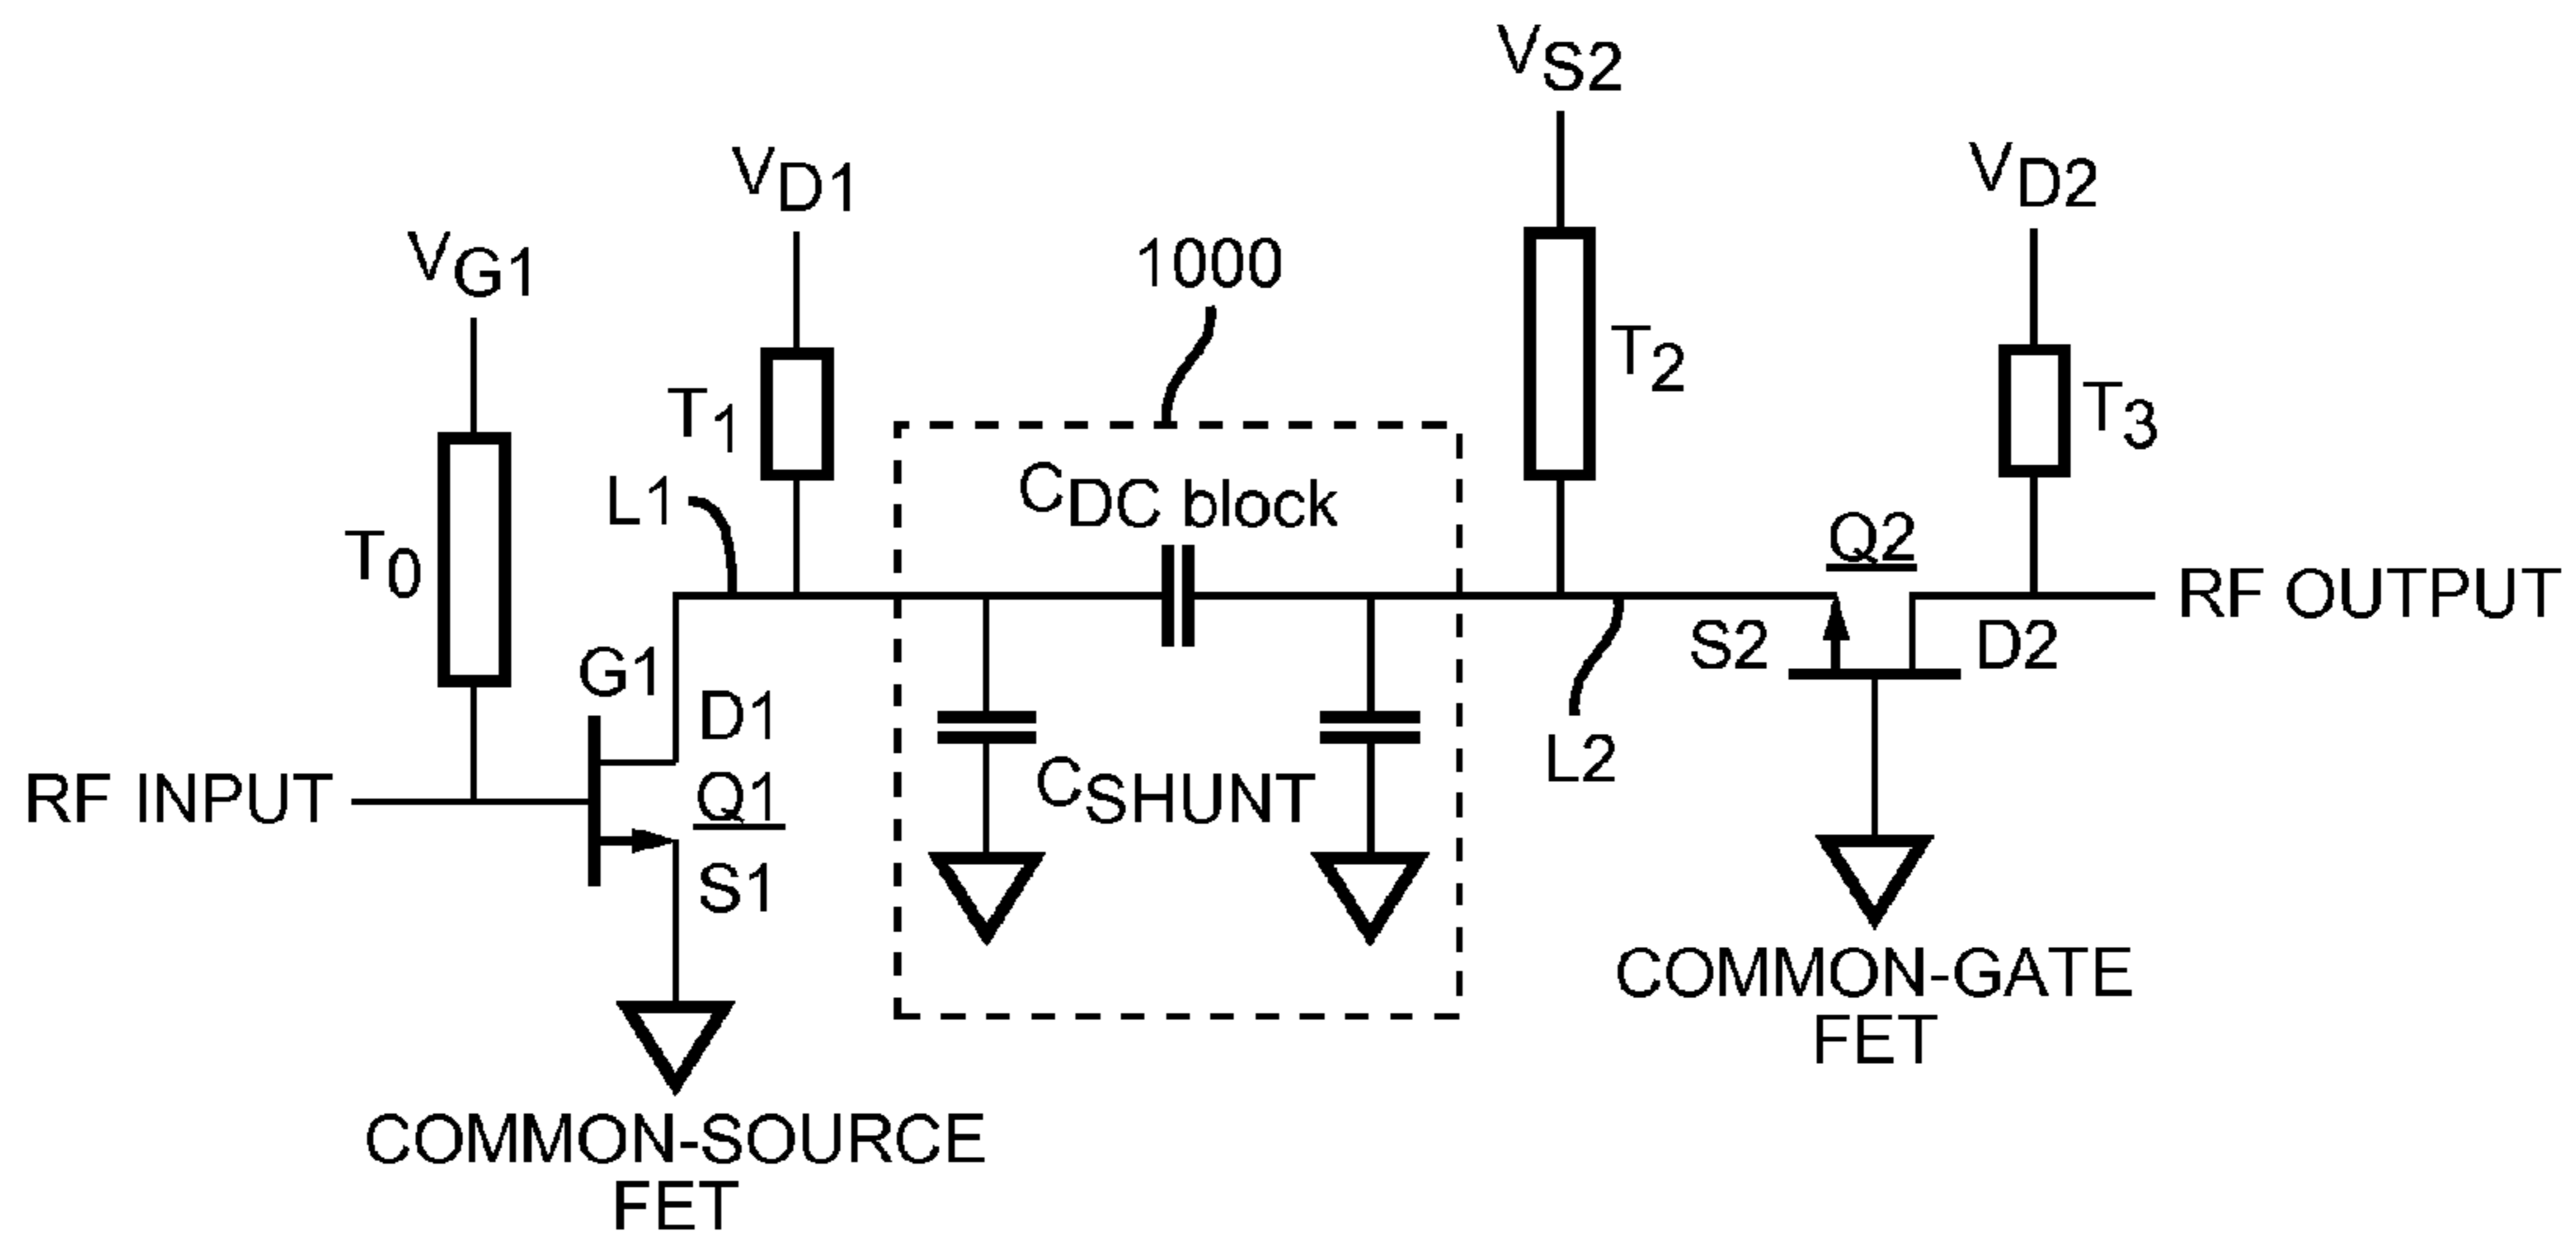 VS2
VD1
VD2
VG1
1000
T2
T1
T3
CDC block
L1
Q2
T0
RF OUTPUT
G1
S2
D2
D1
L2
RF INPUT
Q1
CSHUNT
S1
COMMON-GATE
FET
COMMON-SOURCE
FET